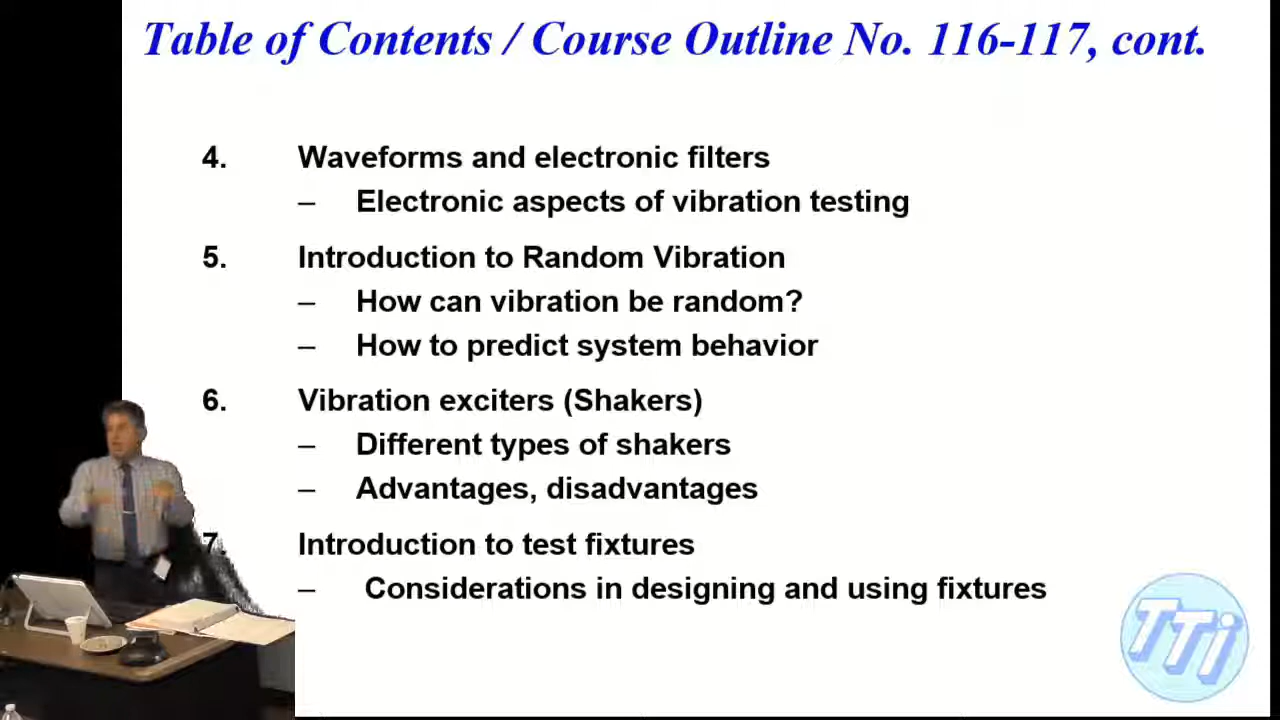 Table of Contents / Course Outline No. 116-117, cont.
4. Waveforms and electronic filters
– Electronic aspects of vibration testing
5. Introduction to Random Vibration
– How can vibration be random?
– How to predict system behavior
6. Vibration exciters (Shakers)
– Different types of shakers
– Advantages, disadvantages
7. Introduction to test fixtures
– Considerations in designing and using fixtures
TTi